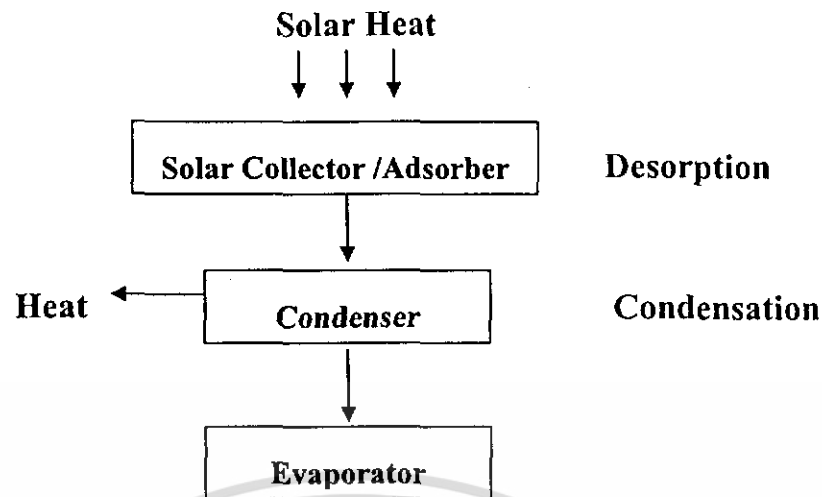 Solar Heat
Solar Collector /Adsorber Desorption
Heat Condenser Condensation
Evaporator